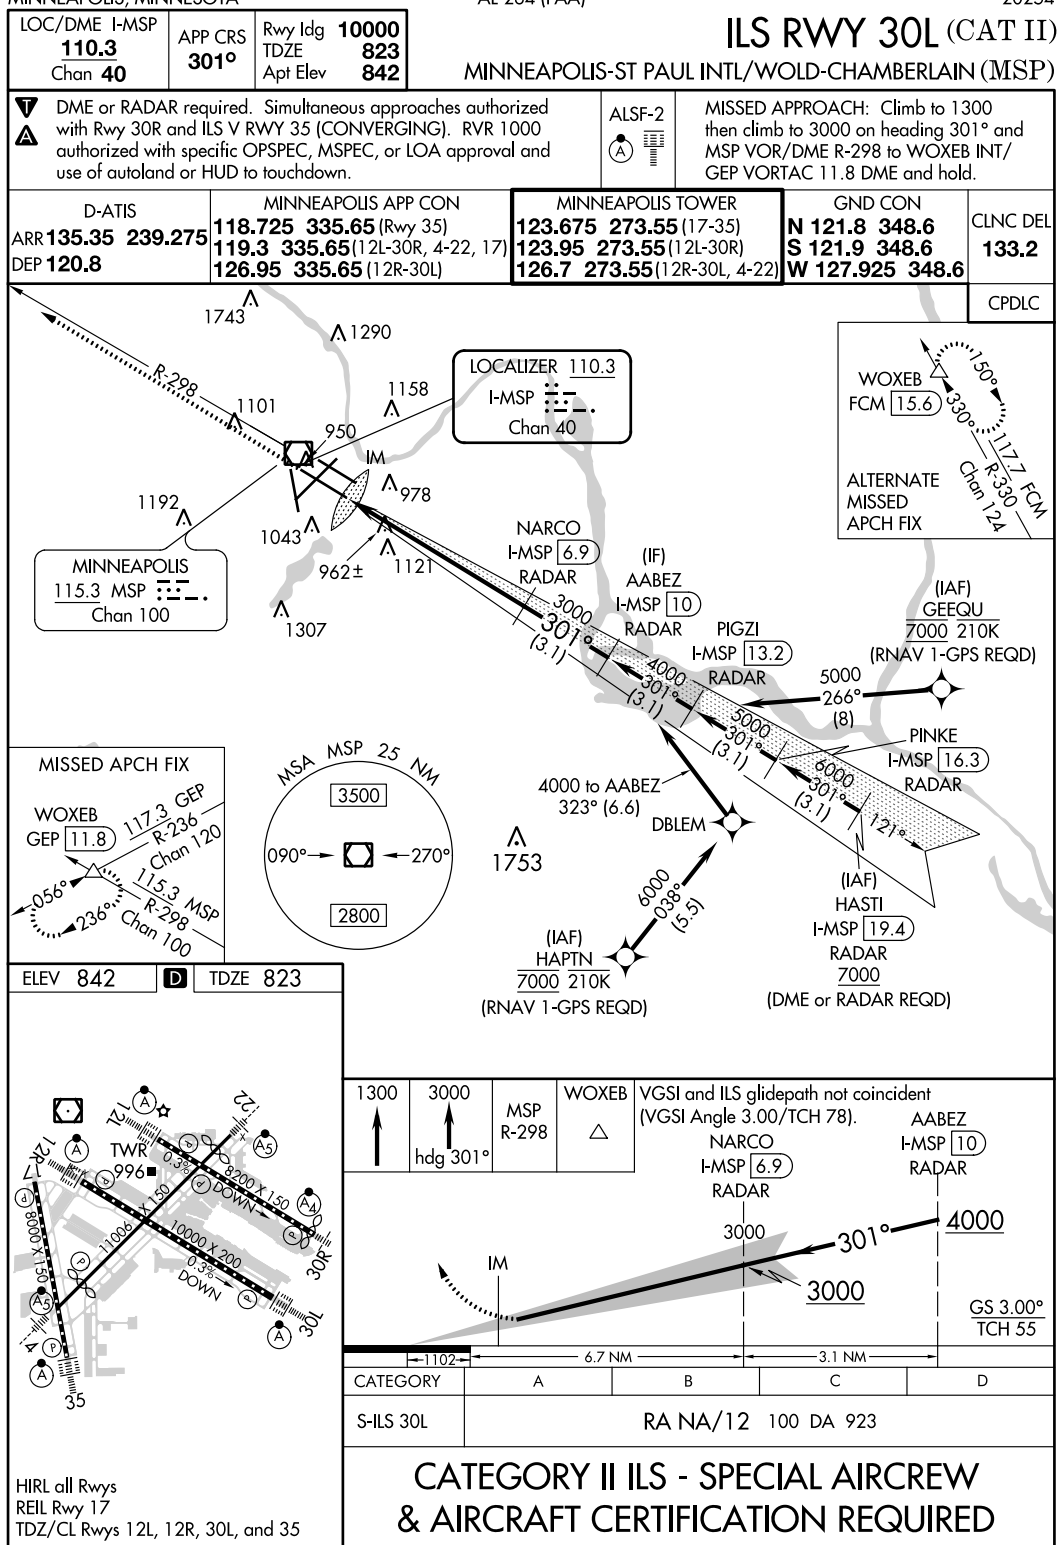 LOC/DME I-MSP
110.3
Chan 40
APP CRS
301°
Rwy ldg 10000
TDZE 823
Apt Elev 842
ILS RWY 30L (CAT II)
MINNEAPOLIS-ST PAUL INTL/WOLD-CHAMBERLAIN (MSP)
T
A
DME or RADAR required. Simultaneous approaches authorized
with Rwy 30R and ILS V RWY 35 (CONVERGING). RVR 1000
authorized with specific OPSPEC, MSPEC, or LOA approval and
use of autoland or HUD to touchdown.
ALSF-2
A
MISSED APPROACH: Climb to 1300
then climb to 3000 on heading 301° and
MSP VOR/DME R-298 to WOXEB INT/
GEP VORTAC 11.8 DME and hold.
D-ATIS
ARR 135.35 239.275
DEP 120.8
MINNEAPOLIS APP CON
118.725 335.65 (Rwy 35)
119.3 335.65 (12L-30R, 4-22, 17)
126.95 335.65 (12R-30L)
MINNEAPOLIS TOWER
123.675 273.55 (17-35)
123.95 273.55 (12L-30R)
126.7 273.55 (12R-30L, 4-22)
GND CON
N 121.8 348.6
S 121.9 348.6
W 127.925 348.6
CLNC DEL
133.2
CPDLC
1743
1290
R-298
1101
1158
950
IM
978
LOCALIZER 110.3
I-MSP
Chan 40
WOXEB
FCM 15.6
150°
330°
117.7 FCM
R-330
Chan 124
ALTERNATE
MISSED
APCH FIX
1192
1043
962±
1121
1307
MINNEAPOLIS
115.3 MSP
Chan 100
NARCO
I-MSP 6.9
RADAR
(IF)
AABEZ
I-MSP 10
RADAR
PIGZI
I-MSP 13.2
RADAR
(IAF)
GEEQU
7000 210K
(RNAV 1-GPS REQD)
5000
266°
(8)
3000
301°
(3.1)
4000
301°
(3.1)
5000
301°
(3.1)
6000
301°
(3.1)
121°
PINKE
I-MSP 16.3
RADAR
4000 to AABEZ
323° (6.6)
DBLEM
6000
038°
(5.5)
(IAF)
HAPTN
7000 210K
(RNAV 1-GPS REQD)
(IAF)
HASTI
I-MSP 19.4
RADAR
7000
(DME or RADAR REQD)
MISSED APCH FIX
WOXEB
GEP 11.8
117.3 GEP
R-236
Chan 120
115.3 MSP
R-298
Chan 100
056°
236°
MSA MSP 25 NM
3500
090°
270°
2800
1753
ELEV 842
D
TDZE 823
12L
22
12R
17
TWR
996
A
A
A5
A4
A5
A
A
P
P
P
P
P
P
P
P
0.3%
DOWN
8200 X 150
11006 X 150
10000 X 200
0.3%
DOWN
8000 X 150
30R
30L
4
35
HIRL all Rwys
REIL Rwy 17
TDZ/CL Rwys 12L, 12R, 30L, and 35
1300
3000
hdg 301°
MSP
R-298
WOXEB
VGSI and ILS glidepath not coincident
(VGSI Angle 3.00/TCH 78).
NARCO
I-MSP 6.9
RADAR
AABEZ
I-MSP 10
RADAR
3000
301°
4000
3000
IM
GS 3.00°
TCH 55
1102
6.7 NM
3.1 NM
CATEGORY A B C D
S-ILS 30L RA NA/12 100 DA 923
CATEGORY II ILS - SPECIAL AIRCREW
& AIRCRAFT CERTIFICATION REQUIRED